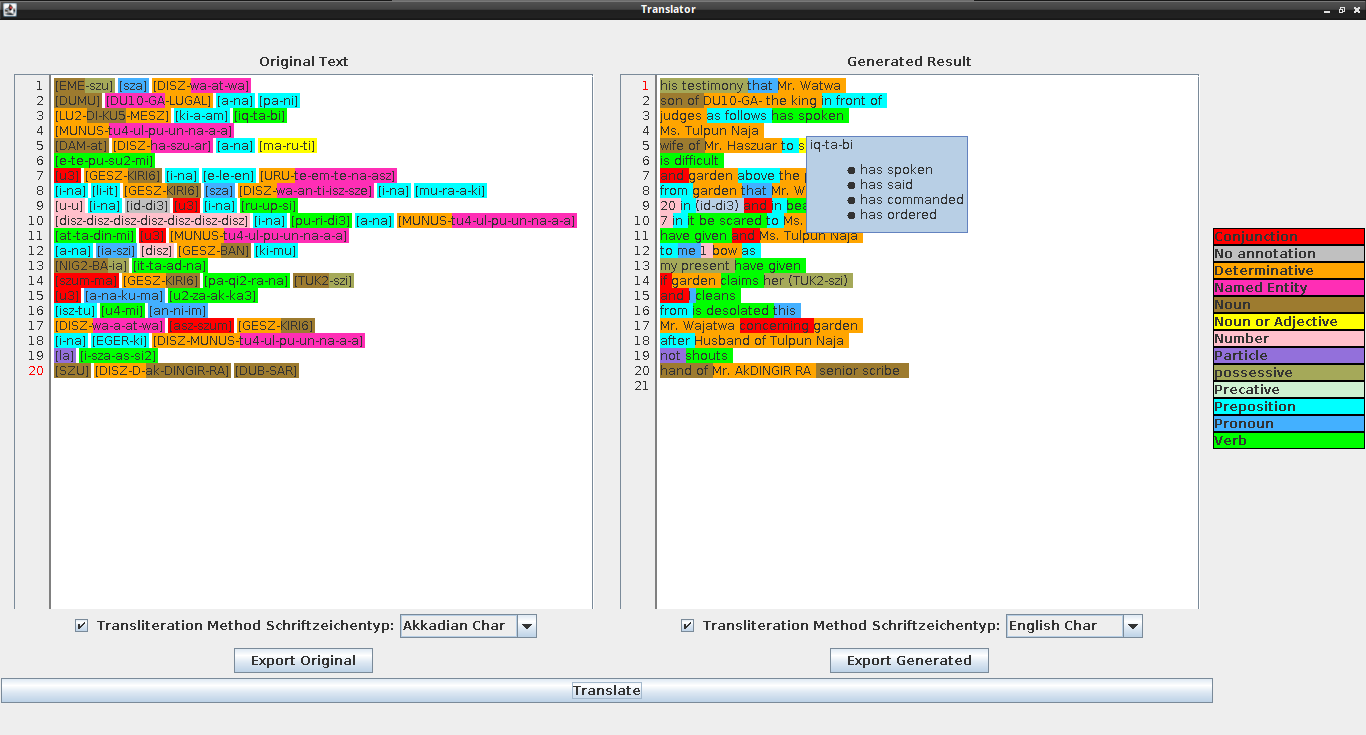 Translator
Original Text
1 [EME-szu] [sza] [DISZ-wa-at-wa]
2 [DUMU] [DU10-GA-LUGAL] [a-na] [pa-ni]
3 [LU2-DI-KU5-MESZ] [ki-a-am] [iq-ta-bi]
4 [MUNUS-tu4-ul-pu-un-na-a-a]
5 [DAM-at] [DISZ-ha-szu-ar] [a-na] [ma-ru-ti]
6 [e-te-pu-su2-mi]
7 [u3] [GESZ-KIRI6] [i-na] [e-le-en] [URU-te-em-te-na-asz]
8 [i-na] [li-it] [GESZ-KIRI6] [sza] [DISZ-wa-an-ti-isz-sze] [i-na] [mu-ra-a-ki]
9 [u-u] [i-na] [id-di3] [u3] [i-na] [ru-up-si]
10 [disz-disz-disz-disz-disz-disz-disz] [i-na] [pu-ri-di3] [a-na] [MUNUS-tu4-ul-pu-un-na-a-a]
11 [at-ta-din-mi] [u3] [MUNUS-tu4-ul-pu-un-na-a-a]
12 [a-na] [ia-szi] [disz] [GESZ-BAN] [ki-mu]
13 [NIG2-BA-ia] [it-ta-ad-na]
14 [szum-ma] [GESZ-KIRI6] [pa-qi2-ra-na] [TUK2-szi]
15 [u3] [a-na-ku-ma] [u2-za-ak-ka3]
16 [isz-tu] [u4-mi] [an-ni-im]
17 [DISZ-wa-a-at-wa] [asz-szum] [GESZ-KIRI6]
18 [i-na] [EGER-ki] [DISZ-MUNUS-tu4-ul-pu-un-na-a-a]
19 [la] [i-sza-as-si2]
20 [SZU] [DISZ-D-ak-DINGIR-RA] [DUB-SAR]
Transliteration Method Schriftzeichentyp: Akkadian Char
Export Original
Generated Result
1 his testimony that Mr. Watwa
2 son of DU10-GA- the king in front of
3 judges as follows has spoken
4 Ms. Tulpun Naja
5 wife of Mr. Haszuar to s
6 is difficult
7 and garden above the p
8 from garden that Mr. W
9 20 in (id-di3) and in bea
10 7 in it be scared to Ms.
11 have given and Ms. Tulpun Naja
12 to me 1 bow as
13 my present have given
14 if garden claims her (TUK2-szi)
15 and I cleans
16 from is desolated this
17 Mr. Wajatwa concerning garden
18 after Husband of Tulpun Naja
19 not shouts
20 hand of Mr. AkDINGIR RA senior scribe
21
iq-ta-bi
has spoken
has said
has commanded
has ordered
Transliteration Method Schriftzeichentyp: English Char
Export Generated
Translate
Conjunction
No annotation
Determinative
Named Entity
Noun
Noun or Adjective
Number
Particle
possessive
Precative
Preposition
Pronoun
Verb